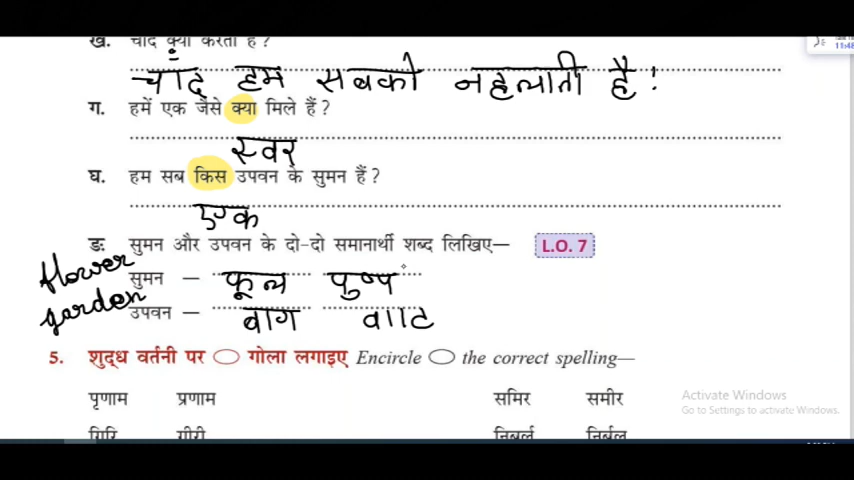 ख. चाँद क्या करता है?
चाँद हम सबको नहलाती है!
ग. हमें एक जैसे क्या मिले हैं?
स्वर
घ. हम सब किस उपवन के सुमन हैं?
एक
ङ. सुमन और उपवन के दो-दो समानार्थी शब्द लिखिए— L.O. 7
flower सुमन — फूल पुष्प
garden उपवन — बाग
5. शुद्ध वर्तनी पर गोला लगाइए Encircle the correct spelling—
पृणाम प्रणाम समिर समीर
गिरि गीरी निबर्ल निर्बल
Activate Windows
Go to Settings to activate Windows.